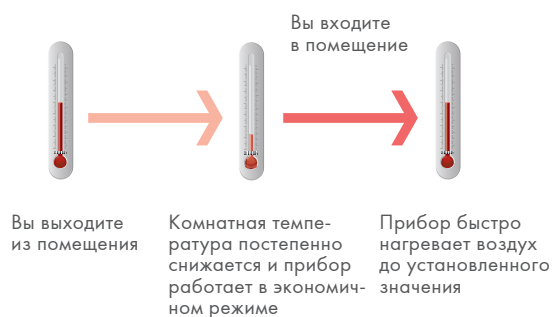 Вы входите
в помещение
Вы выходите
из помещения
Комнатная темпе-
ратура постепенно
снижается и прибор
работает в экономич-
ном режиме
Прибор быстро
нагревает воздух
до установленного
значения